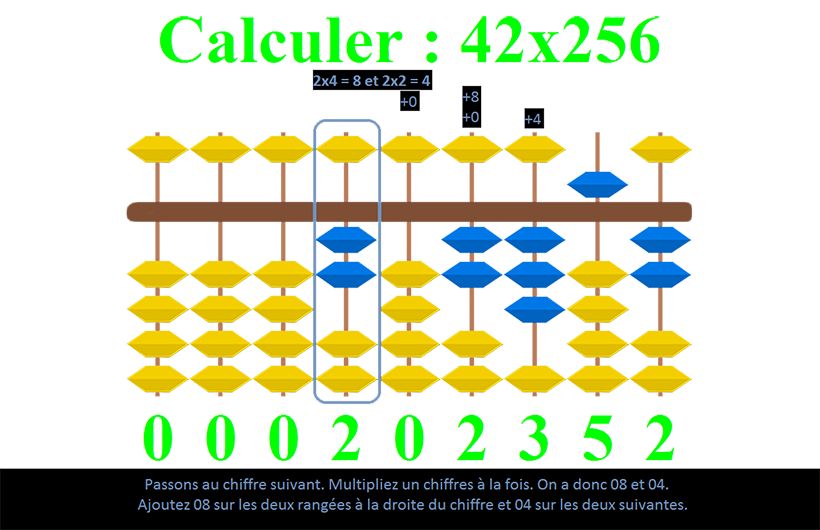 Calculer : 42x256
2x4 = 8 et 2x2 = 4
+0 +8
+0 +4
0 0 0 2 0 2 3 5 2
Passons au chiffre suivant. Multipliez un chiffres à la fois. On a donc 08 et 04.
Ajoutez 08 sur les deux rangées à la droite du chiffre et 04 sur les deux suivantes.